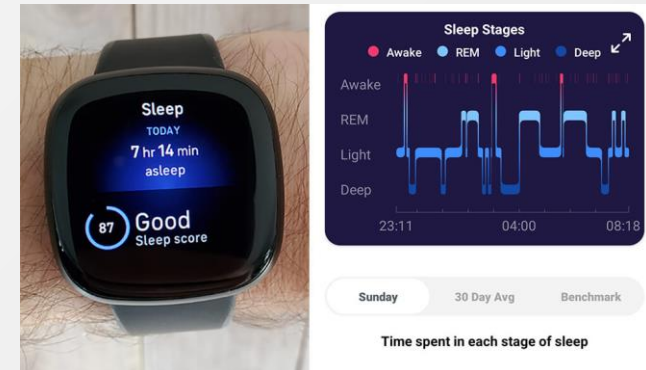 Sleep
TODAY
7 hr 14 min
asleep
87
Good
Sleep score
Sleep Stages
Awake REM Light Deep
Awake
REM
Light
Deep
23:11 04:00 08:18
Sunday 30 Day Avg Benchmark
Time spent in each stage of sleep